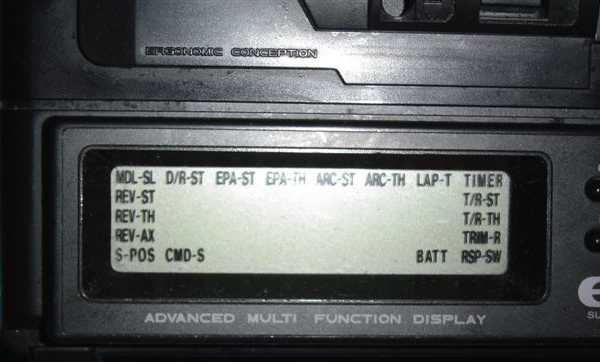 ERGONOMIC CONCEPTION
MDL-SL D/R-ST EPA-ST EPA-TH ARC-ST ARC-TH LAP-T TIMER
REV-ST T/R-ST
REV-TH T/R-TH
REV-AX TRIM-R
S-POS CMD-S BATT RSP-SW
ADVANCED MULTI FUNCTION DISPLAY